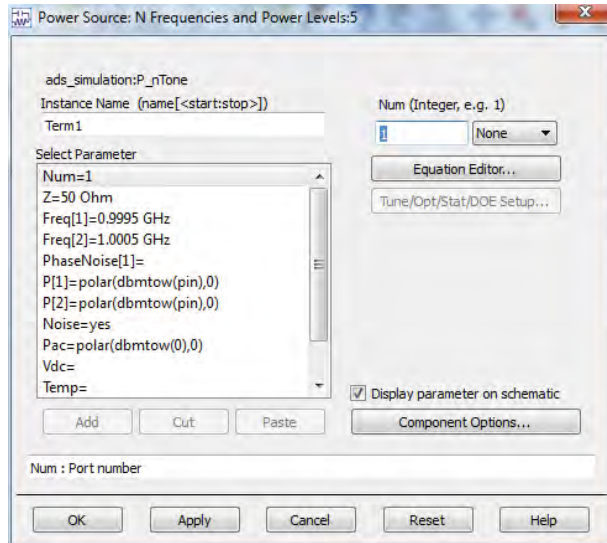 Power Source: N Frequencies and Power Levels:5
ads_simulation:P_nTone
Instance Name (name[<start:stop>])
Term1
Select Parameter
Num=1
Z=50 Ohm
Freq[1]=0.9995 GHz
Freq[2]=1.0005 GHz
PhaseNoise[1]=
P[1]=polar(dbmtow(pin),0)
P[2]=polar(dbmtow(pin),0)
Noise=yes
Pac=polar(dbmtow(0),0)
Vdc=
Temp=
Add Cut Paste
Num (Integer, e.g. 1)
1 None
Equation Editor...
Tune/Opt/Stat/DOE Setup...
Display parameter on schematic
Component Options...
Num : Port number
OK Apply Cancel Reset Help